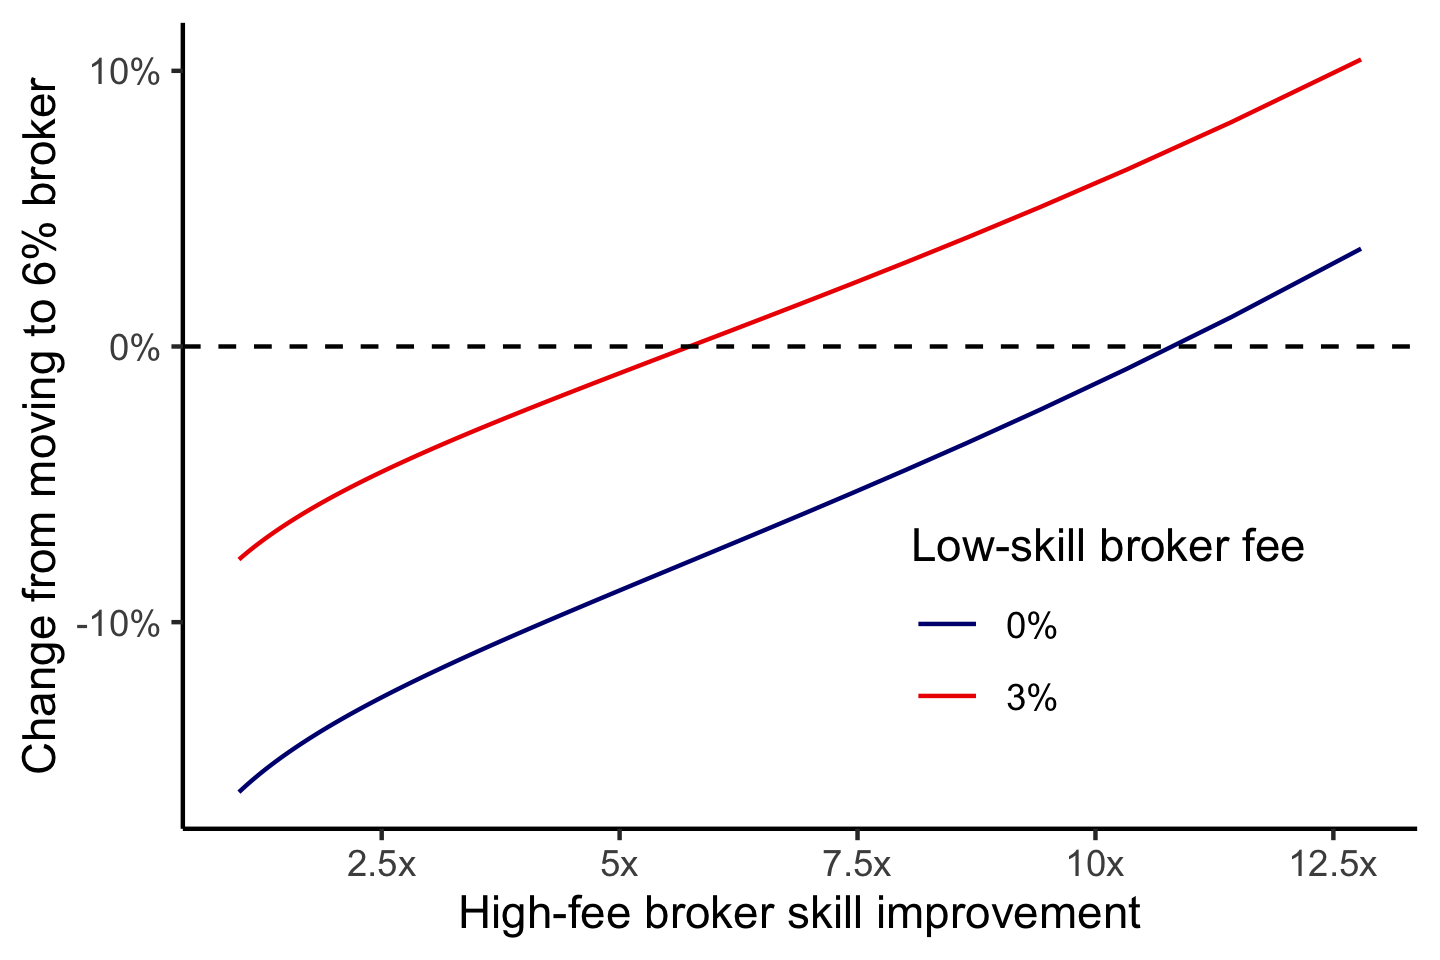 Change from moving to 6% broker
10%
0%
-10%
Low-skill broker fee
0%
3%
2.5x
5x
7.5x
10x
12.5x
High-fee broker skill improvement